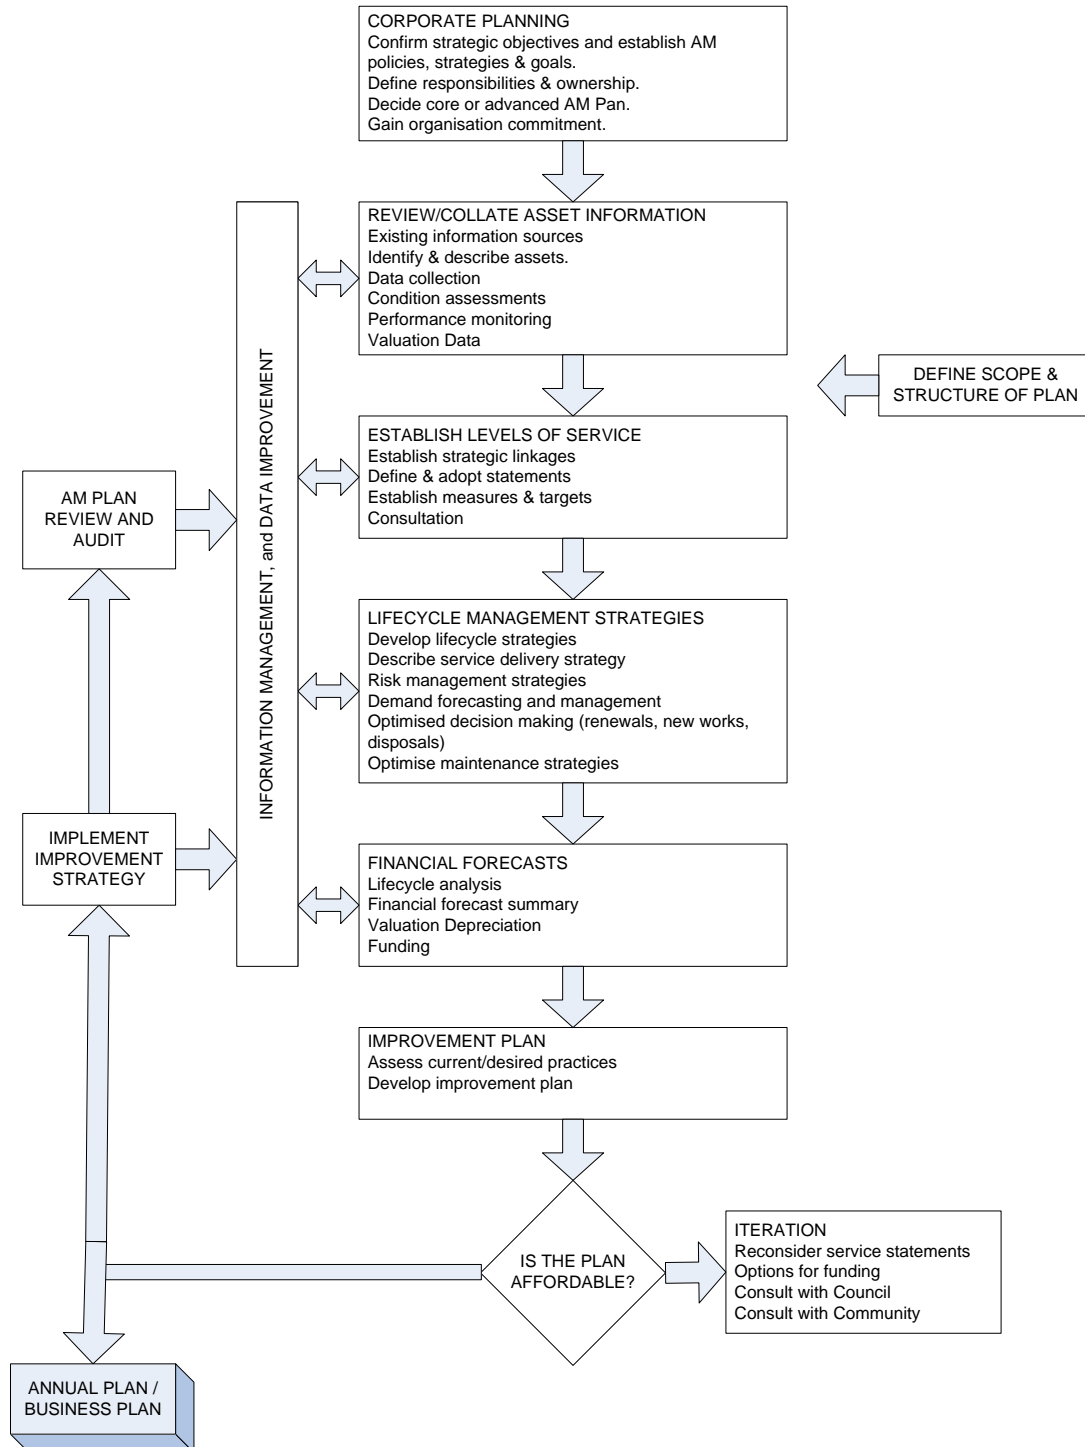 CORPORATE PLANNING
Confirm strategic objectives and establish AM
policies, strategies & goals.
Define responsibilities & ownership.
Decide core or advanced AM Pan.
Gain organisation commitment.
REVIEW/COLLATE ASSET INFORMATION
Existing information sources
Identify & describe assets.
Data collection
Condition assessments
Performance monitoring
Valuation Data
INFORMATION MANAGEMENT, and DATA IMPROVEMENT
DEFINE SCOPE &
STRUCTURE OF PLAN
ESTABLISH LEVELS OF SERVICE
Establish strategic linkages
Define & adopt statements
Establish measures & targets
Consultation
AM PLAN
REVIEW AND
AUDIT
LIFECYCLE MANAGEMENT STRATEGIES
Develop lifecycle strategies
Describe service delivery strategy
Risk management strategies
Demand forecasting and management
Optimised decision making (renewals, new works,
disposals)
Optimise maintenance strategies
IMPLEMENT
IMPROVEMENT
STRATEGY
FINANCIAL FORECASTS
Lifecycle analysis
Financial forecast summary
Valuation Depreciation
Funding
IMPROVEMENT PLAN
Assess current/desired practices
Develop improvement plan
IS THE PLAN
AFFORDABLE?
ITERATION
Reconsider service statements
Options for funding
Consult with Council
Consult with Community
ANNUAL PLAN /
BUSINESS PLAN